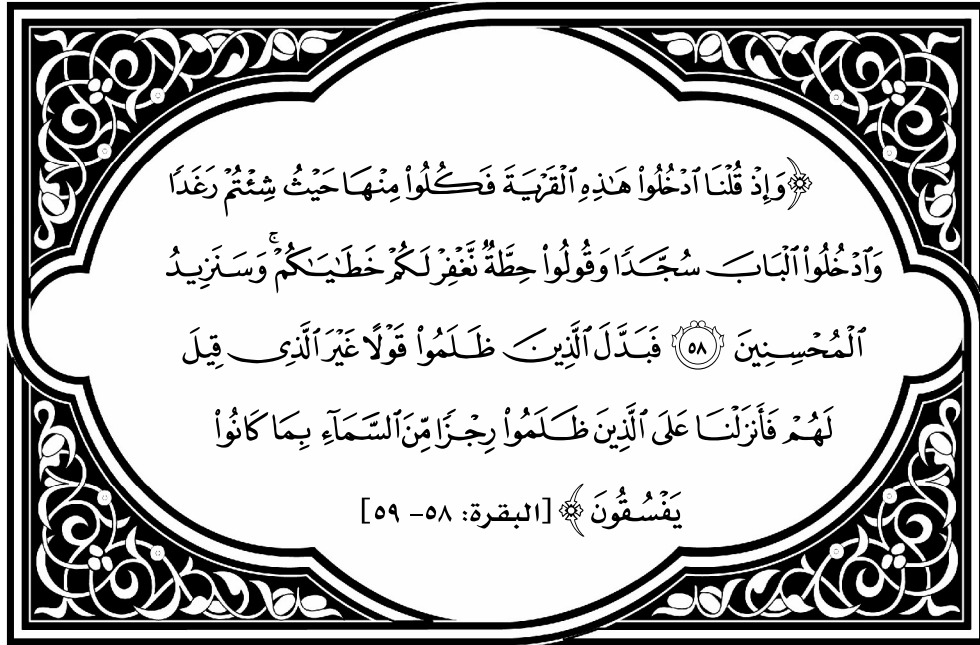 ﴿وَإِذْ قُلْنَا ٱدْخُلُوا۟ هَـٰذِهِ ٱلْقَرْيَةَ فَكُلُوا۟ مِنْهَا حَيْثُ شِئْتُمْ رَغَدًا
وَٱدْخُلُوا۟ ٱلْبَابَ سُجَّدًا وَقُولُوا۟ حِطَّةٌ نَّغْفِرْ لَكُمْ خَطَـٰيَـٰكُمْ ۚ وَسَنَزِيدُ
ٱلْمُحْسِنِينَ ٥٨ فَبَدَّلَ ٱلَّذِينَ ظَلَمُوا۟ قَوْلًا غَيْرَ ٱلَّذِى قِيلَ
لَهُمْ فَأَنزَلْنَا عَلَى ٱلَّذِينَ ظَلَمُوا۟ رِجْزًا مِّنَ ٱلسَّمَآءِ بِمَا كَانُوا۟
يَفْسُقُونَ﴾ [البقرة: ٥٨- ٥٩]